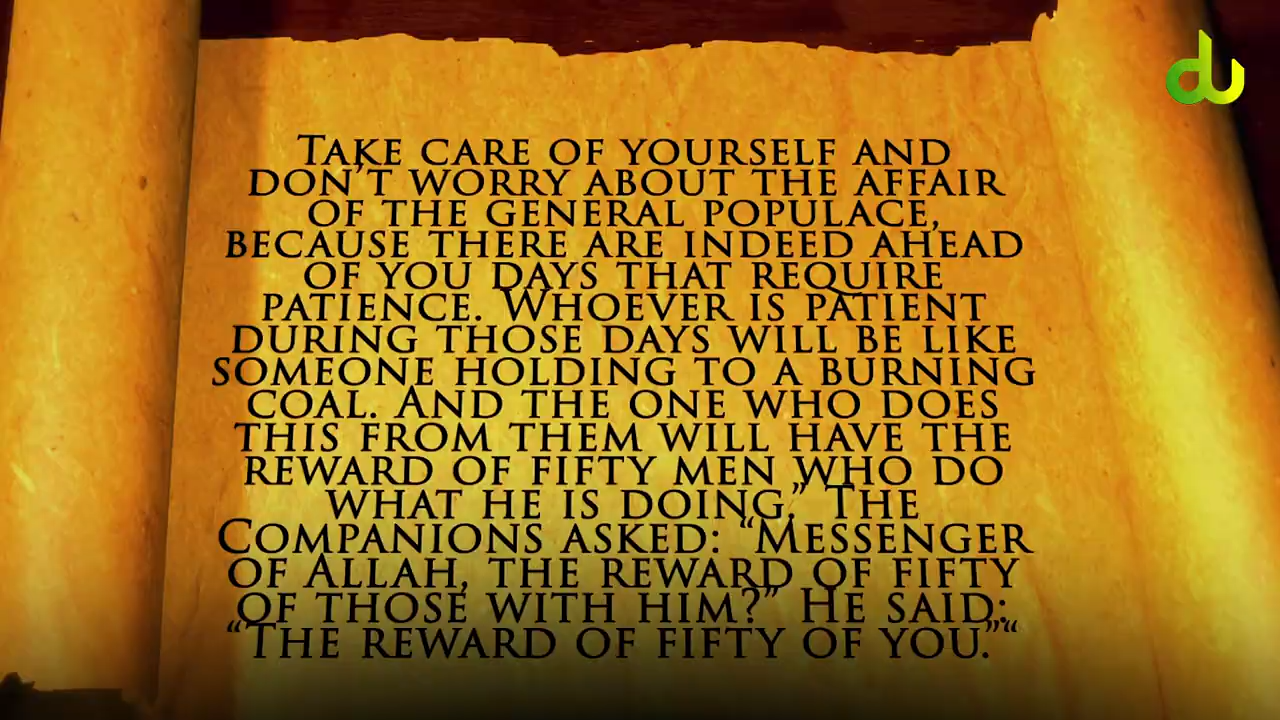 Take care of yourself and
don't worry about the affair
of the general populace,
because there are indeed ahead
of you days that require
patience. Whoever is patient
during those days will be like
someone holding to a burning
coal. And the one who does
this from them will have the
reward of fifty men who do
what he is doing." The
Companions asked: "Messenger
of Allah, the reward of fifty
of those with him?" He said:
"The reward of fifty of you."“